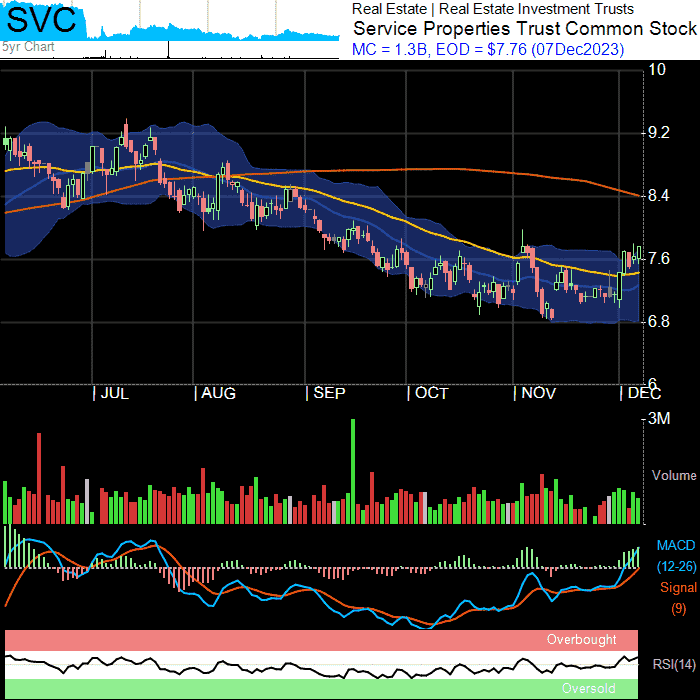 SVC
5yr Chart
Real Estate | Real Estate Investment Trusts
Service Properties Trust Common Stock
MC = 1.3B, EOD = $7.76 (07Dec2023)
10
9.2
8.4
7.6
6.8
6
JUL
AUG
SEP
OCT
NOV
DEC
3M
Volume
MACD
(12-26)
Signal
(9)
Overbought
RSI(14)
Oversold